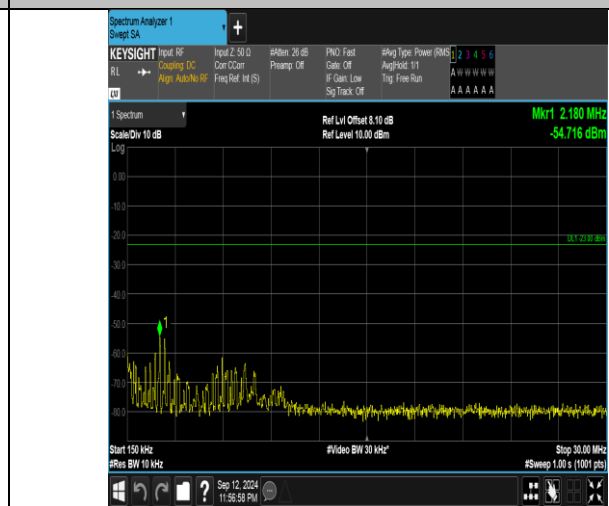 Spectrum Analyzer 1
Swept SA
+
KEYSIGHT
RL
Input: RF
Coupling: DC
Align: Auto/No RF
Input Z: 50 Ω
Corr CCorr
Freq Ref: Int (S)
#Atten: 26 dB
Preamp: Off
PNO: Fast
Gate: Off
IF Gain: Low
Sig Track: Off
#Avg Type: Power (RMS
Avg|Hold: 1/1
Trig: Free Run
1 2 3 4 5 6
A W W W W W
A A A A A A
1 Spectrum
Scale/Div 10 dB
Ref Lvl Offset 8.10 dB
Ref Level 10.00 dBm
Mkr1 2.180 MHz
-54.716 dBm
Log
0.00
-10.0
-20.0
DL1 -23.00 dBm
-30.0
-40.0
-50.0
1
-60.0
-70.0
-80.0
Start 150 kHz
#Video BW 30 kHz*
Stop 30.00 MHz
#Res BW 10 kHz
#Sweep 1.00 s (1001 pts)
?
Sep 12, 2024
11:56:58 PM